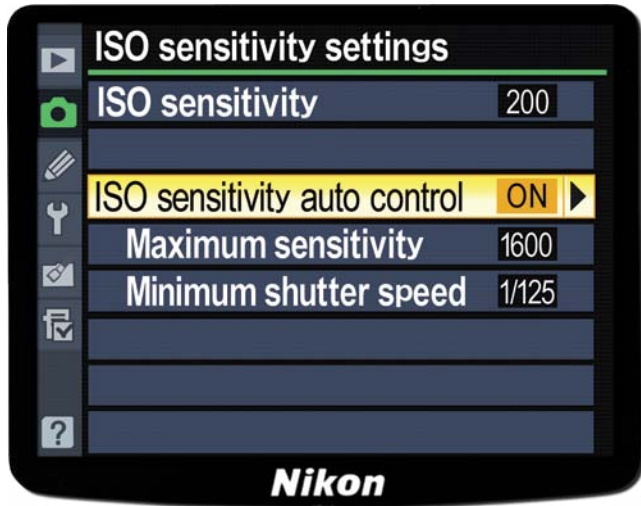 ISO sensitivity settings
ISO sensitivity 200
ISO sensitivity auto control ON
Maximum sensitivity 1600
Minimum shutter speed 1/125
?
Nikon